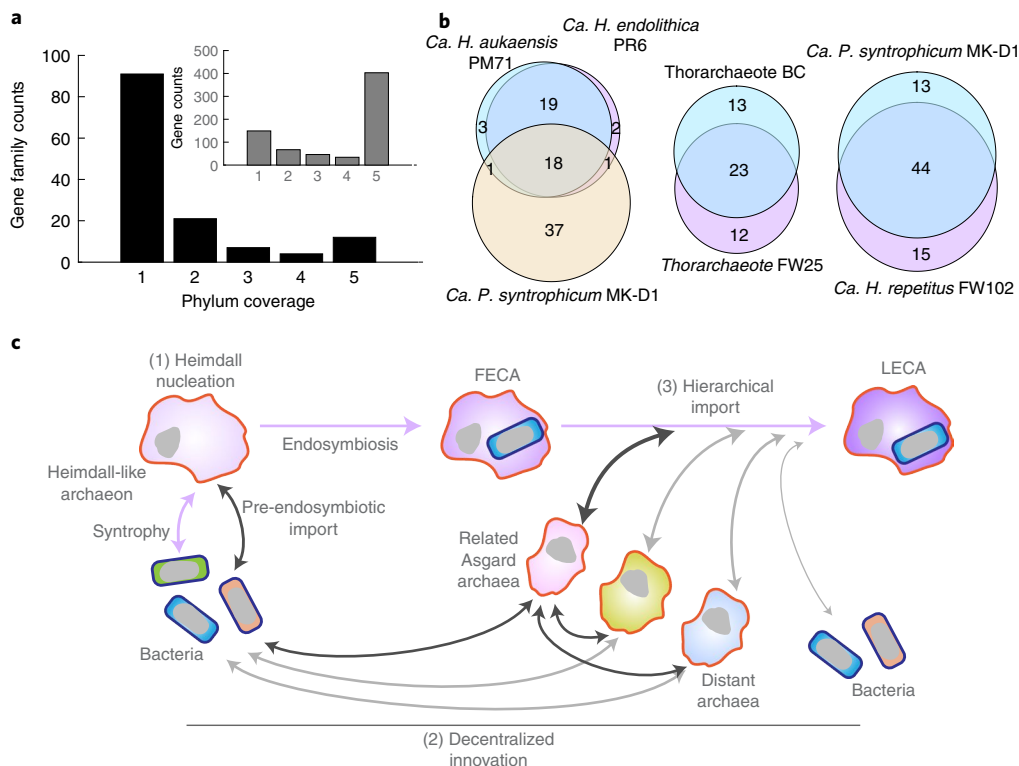 a
Gene family counts
100
80
60
40
20
0
1 2 3 4 5
Phylum coverage
Gene counts
500
400
300
200
100
0
1 2 3 4 5
b
Ca. H. aukaensis
PM71
Ca. H. endolithica
PR6
19
3
2
1
18
1
37
Ca. P. syntrophicum MK-D1
Thorarchaeote BC
13
23
12
Thorarchaeote FW25
Ca. P. syntrophicum MK-D1
13
44
15
Ca. H. repetitus FW102
c
(1) Heimdall
nucleation
Heimdall-like
archaeon
Endosymbiosis
FECA
(3) Hierarchical
import
LECA
Syntrophy
Pre-endosymbiotic
import
Bacteria
Related
Asgard
archaea
Distant
archaea
Bacteria
(2) Decentralized
innovation